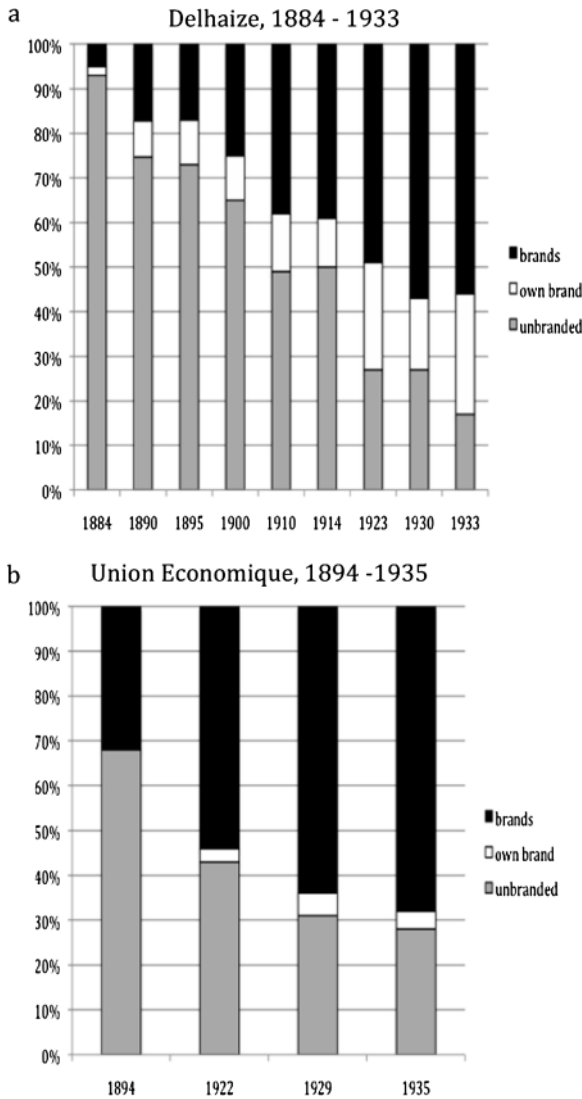 a
Delhaize, 1884 - 1933
100%
90%
80%
70%
60%
50%
40%
30%
20%
10%
0%
1884 1890 1895 1900 1910 1914 1923 1930 1933
brands
own brand
unbranded
b
Union Economique, 1894 -1935
100%
90%
80%
70%
60%
50%
40%
30%
20%
10%
0%
1894 1922 1929 1935
brands
own brand
unbranded